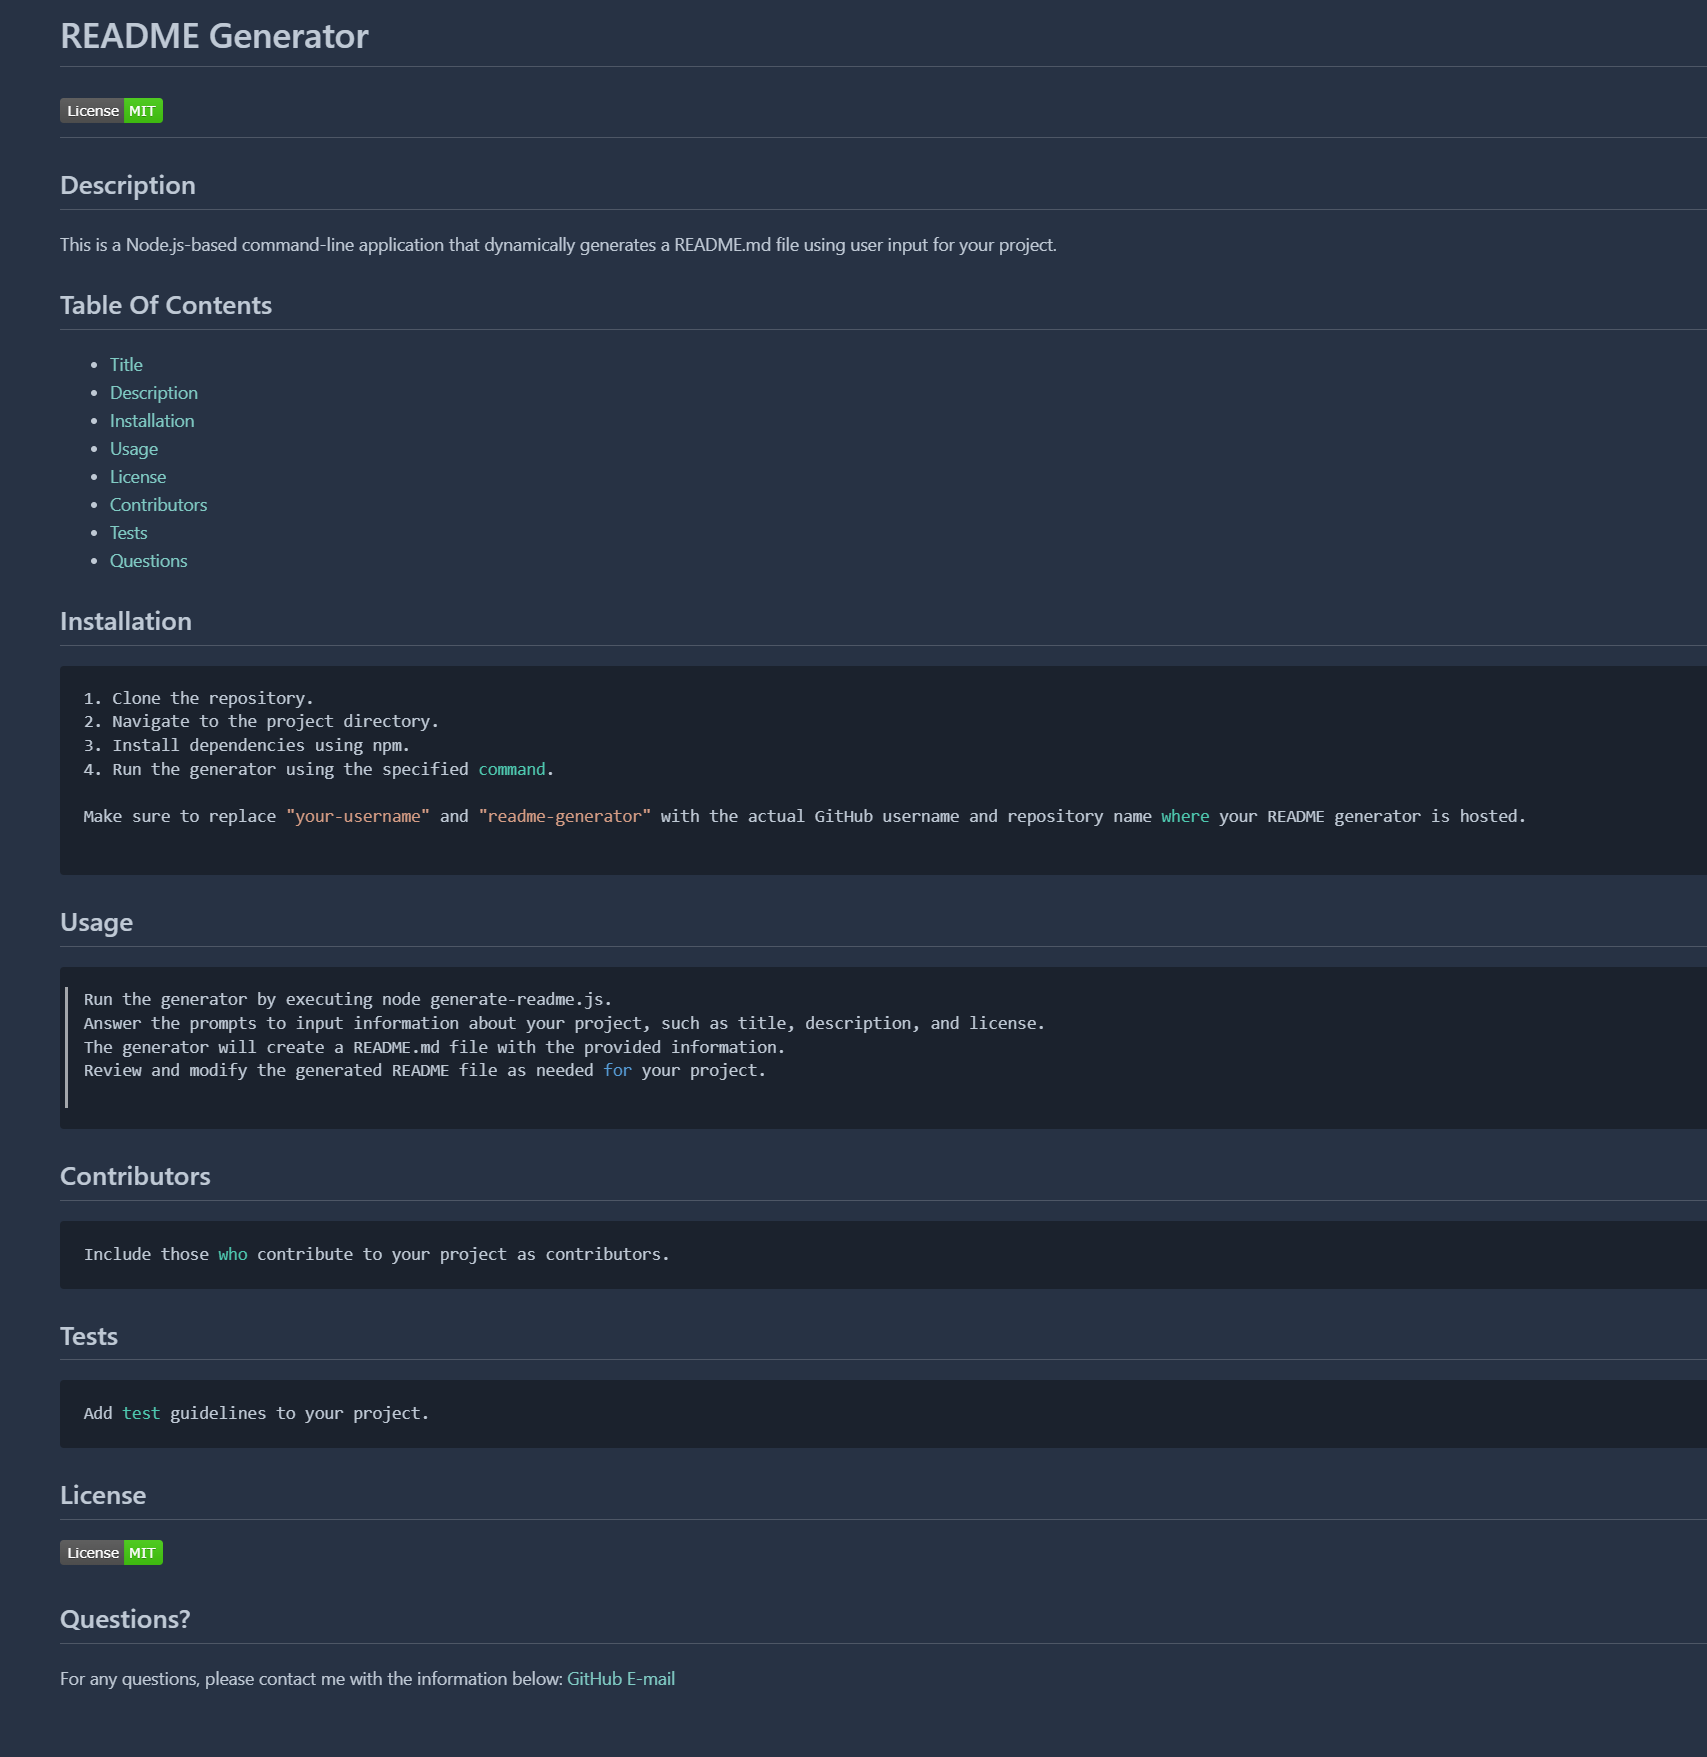 README Generator
License MIT
Description
This is a Node.js-based command-line application that dynamically generates a README.md file using user input for your project.
Table Of Contents
• Title
• Description
• Installation
• Usage
• License
• Contributors
• Tests
• Questions
Installation
1. Clone the repository.
2. Navigate to the project directory.
3. Install dependencies using npm.
4. Run the generator using the specified command.
Make sure to replace "your-username" and "readme-generator" with the actual GitHub username and repository name where your README generator is hosted.
Usage
Run the generator by executing node generate-readme.js.
Answer the prompts to input information about your project, such as title, description, and license.
The generator will create a README.md file with the provided information.
Review and modify the generated README file as needed for your project.
Contributors
Include those who contribute to your project as contributors.
Tests
Add test guidelines to your project.
License
License MIT
Questions?
For any questions, please contact me with the information below: GitHub E-mail